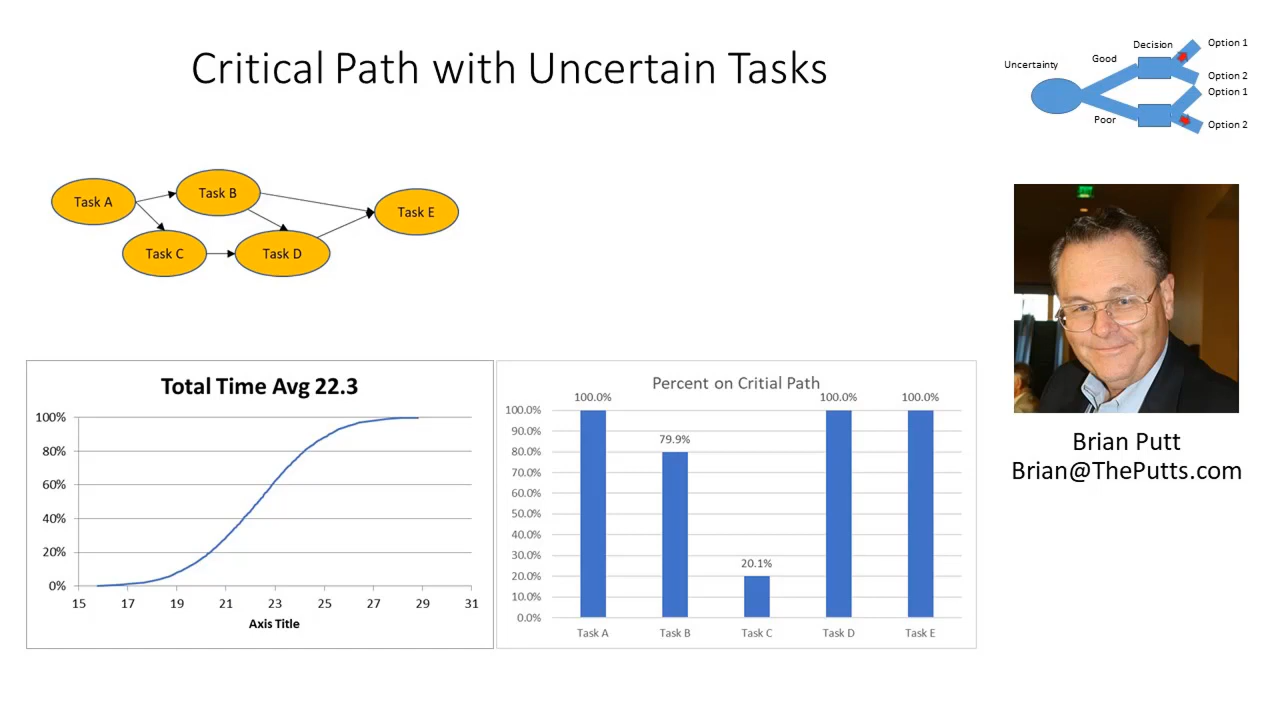 Critical Path with Uncertain Tasks
Uncertainty
Good
Decision
Option 1
Option 2
Option 1
Poor
Option 2
Task A
Task B
Task C
Task D
Task E
Brian Putt
Brian@ThePutts.com
Total Time Avg 22.3
100%
80%
60%
40%
20%
0%
15 17 19 21 23 25 27 29 31
Axis Title
Percent on Critial Path
100.0%
90.0%
80.0%
70.0%
60.0%
50.0%
40.0%
30.0%
20.0%
10.0%
0.0%
100.0% 79.9% 20.1% 100.0% 100.0%
Task A Task B Task C Task D Task E